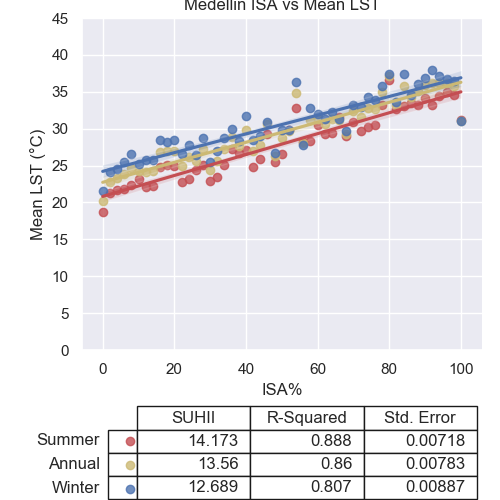 Medellin ISA vs Mean LST
45
40
35
30
25
20
15
10
5
0
Mean LST (°C)
0 20 40 60 80 100
ISA%
SUHII R-Squared Std. Error
Summer 14.173 0.888 0.00718
Annual 13.56 0.86 0.00783
Winter 12.689 0.807 0.00887